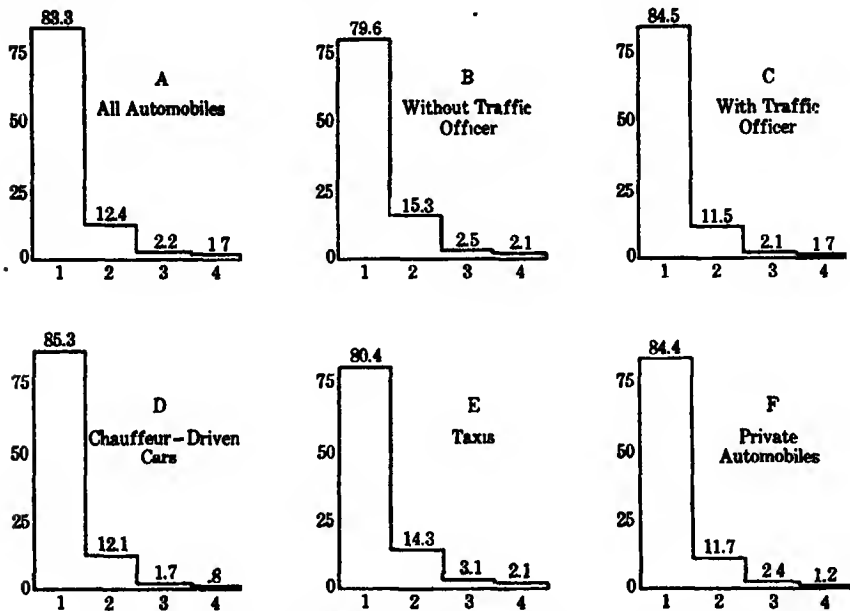 83.3
75
A
All Automobiles
50
25
12.4
2.2
1 7
0
1 2 3 4
79.6
75
B
Without Traffic
Officer
50
25
15.3
2.5
2.1
0
1 2 3 4
84.5
75
C
With Traffic
Officer
50
25
11.5
2.1
1 7
0
1 2 3 4
85.3
75
D
Chauffeur-Driven
Cars
50
25
12.1
1.7
.8
0
1 2 3 4
80.4
75
E
Taxis
50
25
14.3
3.1
2.1
0
1 2 3 4
84.4
75
F
Private
Automobiles
50
25
11.7
2 4
1.2
0
1 2 3 4